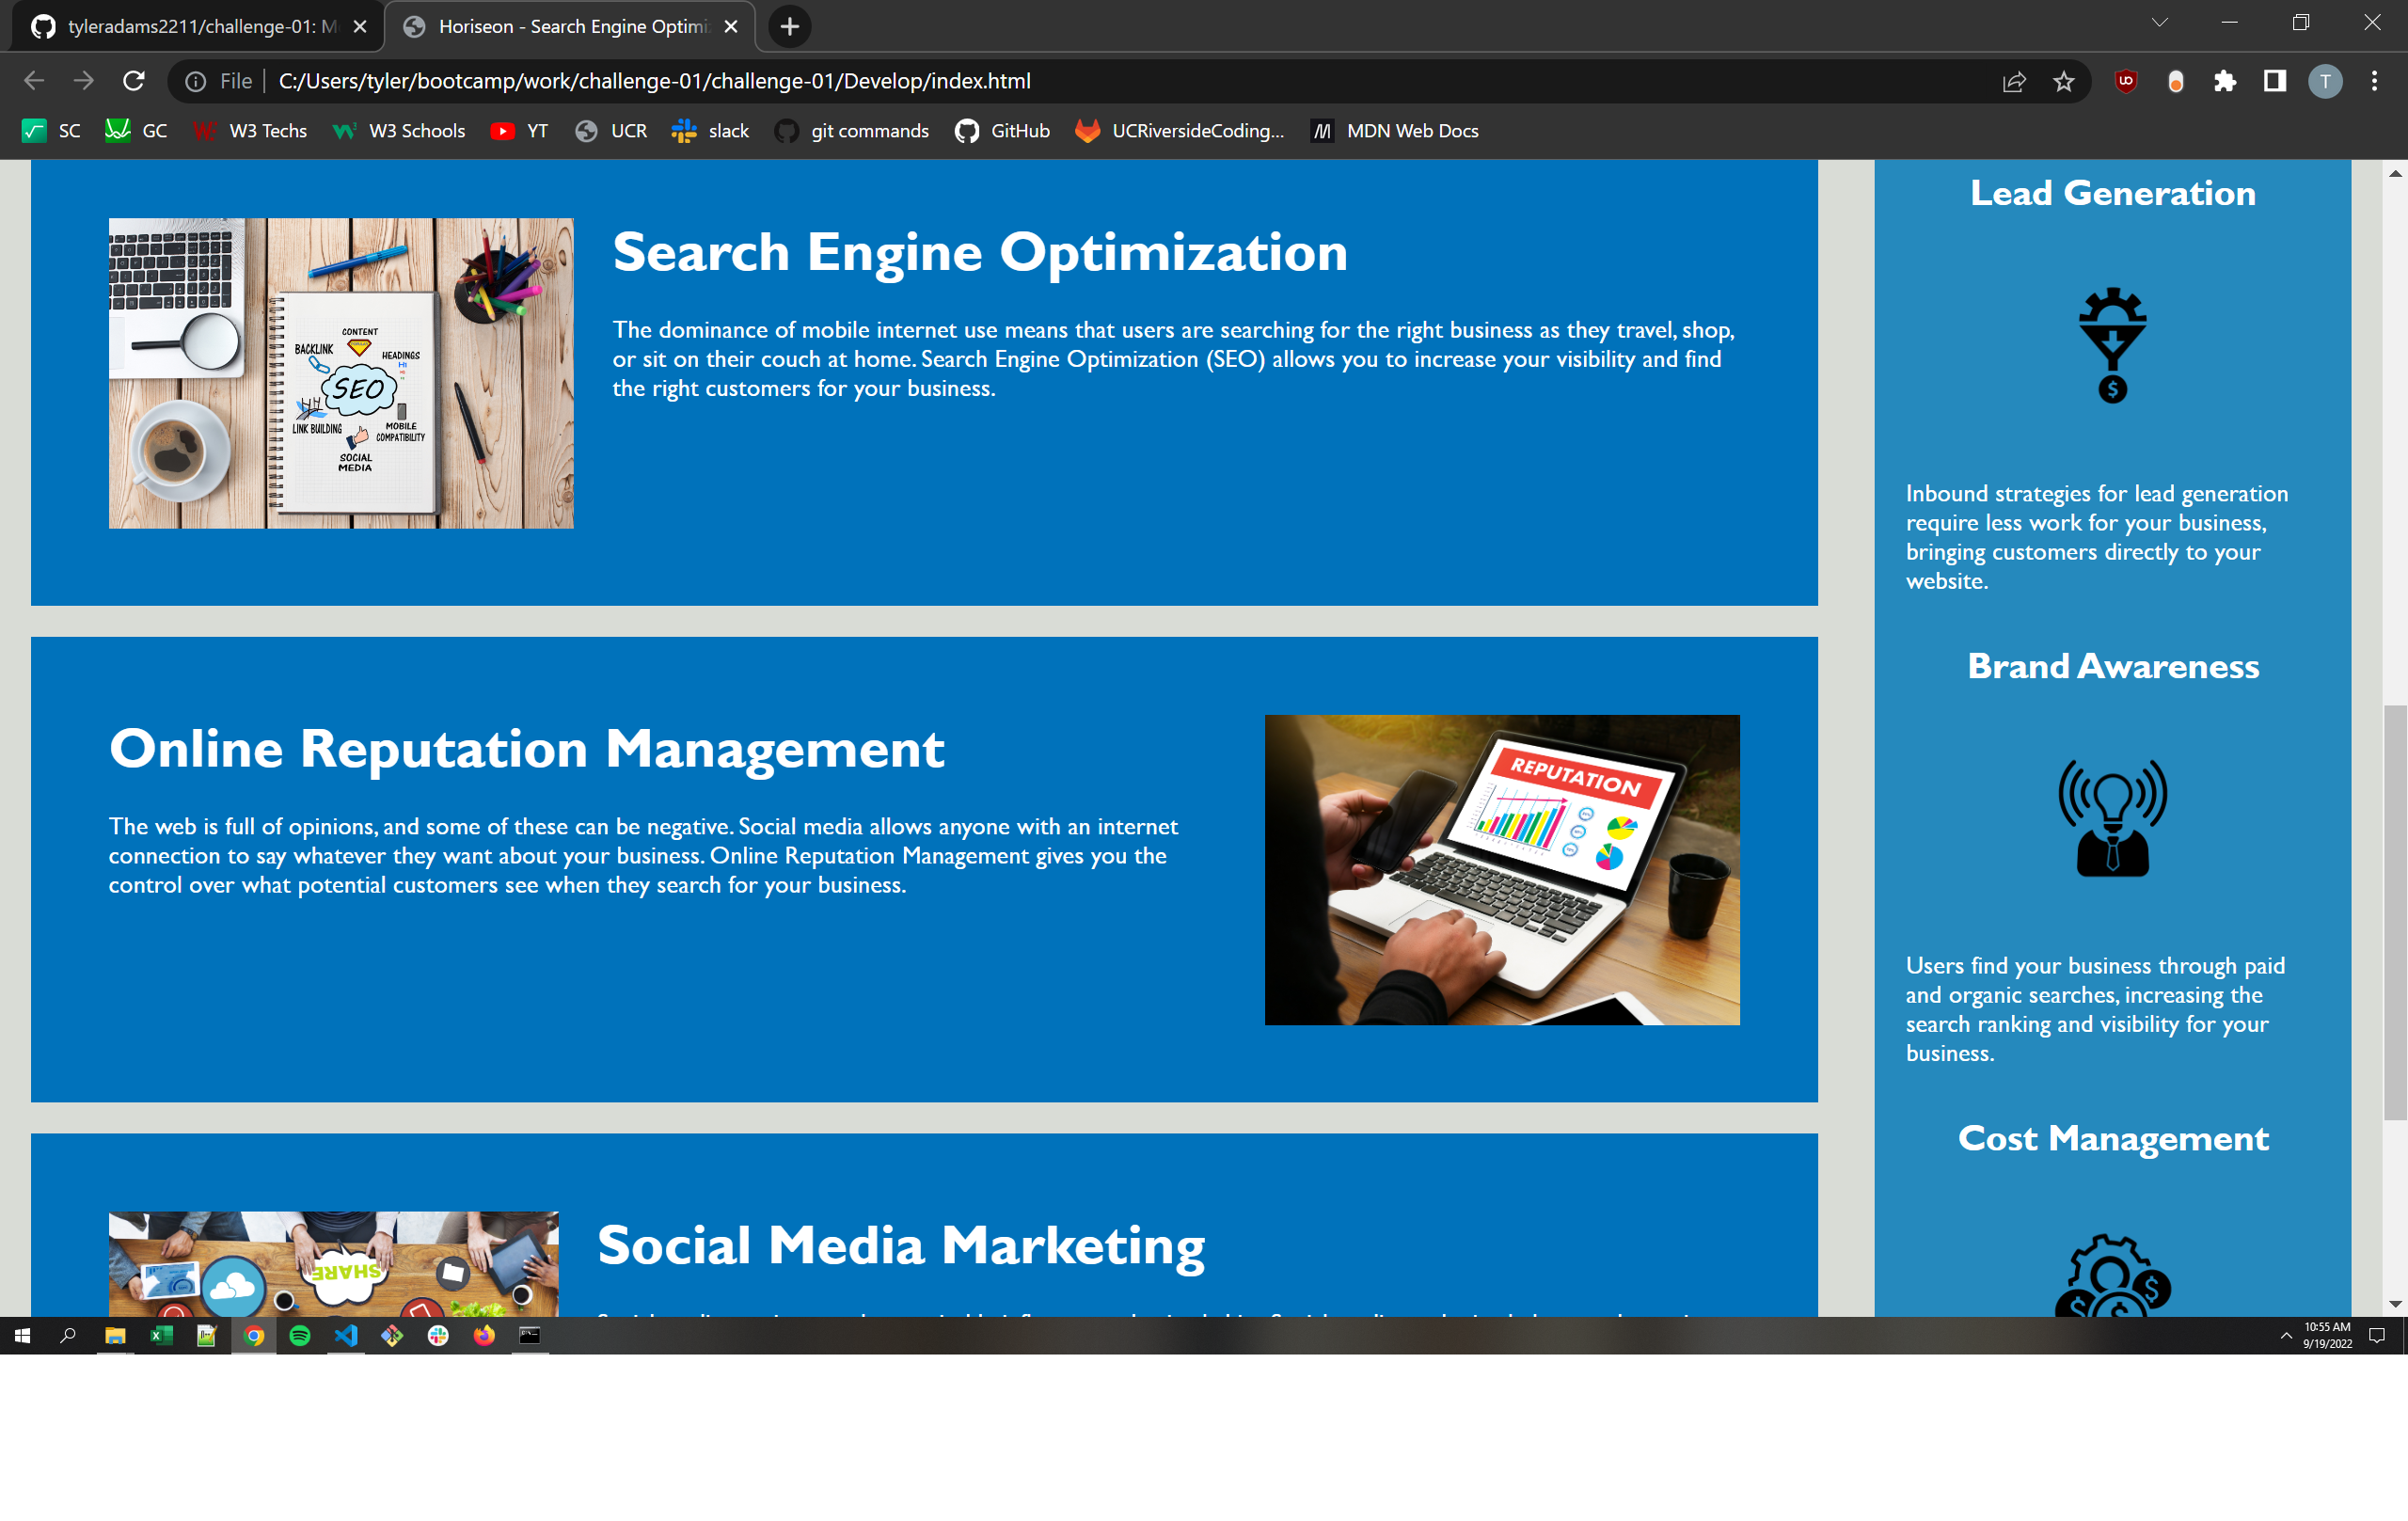 tyleradams2211/challenge-01: M
Horiseon - Search Engine Optimi
File
C:/Users/tyler/bootcamp/work/challenge-01/challenge-01/Develop/index.html
T
SC
GC
W3 Techs
W3 Schools
YT
UCR
slack
git commands
GitHub
UCRiversideCoding...
MDN Web Docs
CONTENT
BACKLINK
HEADINGS
SEO
LINK BUILDING
MOBILE
COMPATIBILITY
SOCIAL
MEDIA
Search Engine Optimization
The dominance of mobile internet use means that users are searching for the right business as they travel, shop,
or sit on their couch at home. Search Engine Optimization (SEO) allows you to increase your visibility and find
the right customers for your business.
Online Reputation Management
The web is full of opinions, and some of these can be negative. Social media allows anyone with an internet
connection to say whatever they want about your business. Online Reputation Management gives you the
control over what potential customers see when they search for your business.
REPUTATION
SHARE
Social Media Marketing
Lead Generation
$
Inbound strategies for lead generation
require less work for your business,
bringing customers directly to your
website.
Brand Awareness
Users find your business through paid
and organic searches, increasing the
search ranking and visibility for your
business.
Cost Management
$
$
$
10:55 AM
9/19/2022